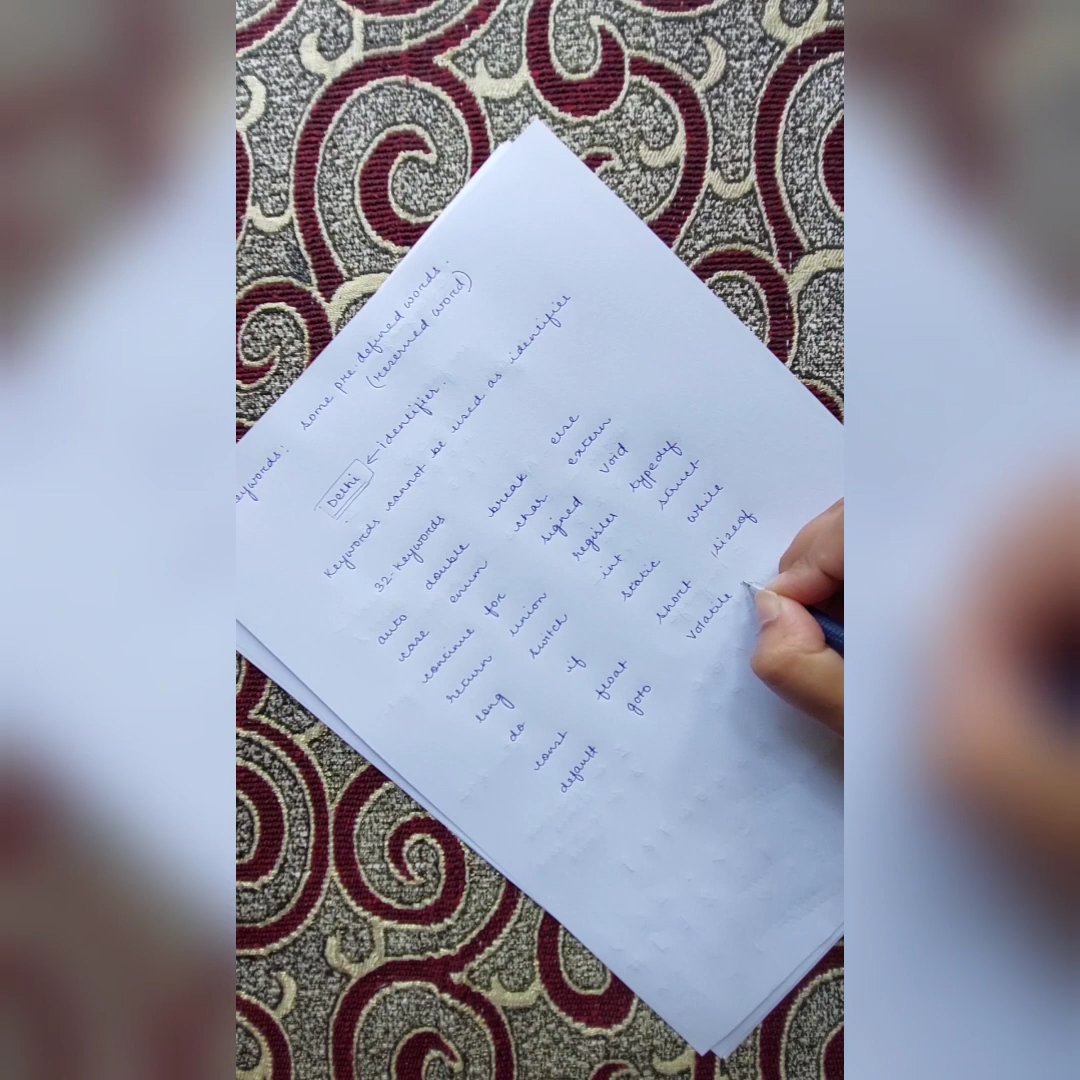 eywords: some pre-defined words.
(reserved word)
Delhi ← identifier.
Keywords cannot be used as identifier
32-keywords
auto double break else
case enum char extern
continue for signed void
return union register typedef
long switch int struct
do if static while
const float short sizeof
default goto volatile